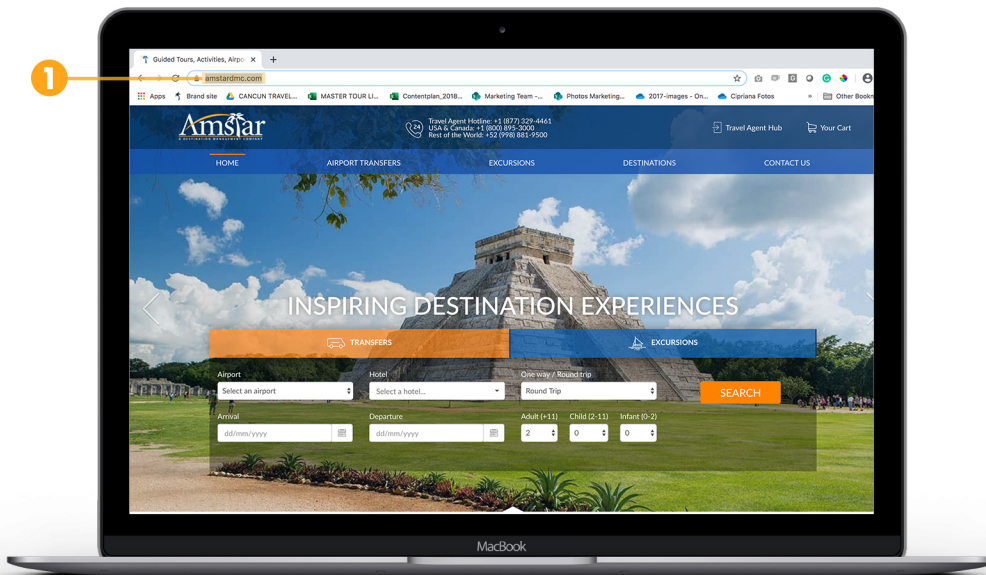 1
Guided Tours, Activities, Airpo
amstardmc.com
Apps
Brand site
CANCUN TRAVEL...
MASTER TOUR LI...
Contentplan_2018...
Marketing Team -...
Photos Marketing...
2017-images - On...
Cipriana Fotos
»
Other Bookn
Amstar
A DESTINATION MANAGEMENT COMPANY
24
Travel Agent Hotline: +1 (877) 329-4461
USA & Canada: +1 (800) 895-3000
Rest of the World: +52 (998) 881-9500
Travel Agent Hub
Your Cart
HOME
AIRPORT TRANSFERS
EXCURSIONS
DESTINATIONS
CONTACT US
INSPIRING DESTINATION EXPERIENCES
TRANSFERS
EXCURSIONS
Airport
Hotel
One way / Round trip
Select an airport
Select a hotel...
Round Trip
SEARCH
Arrival
Departure
Adult (+11)
Child (2-11)
Infant (0-2)
dd/mm/yyyy
dd/mm/yyyy
2
0
0
MacBook